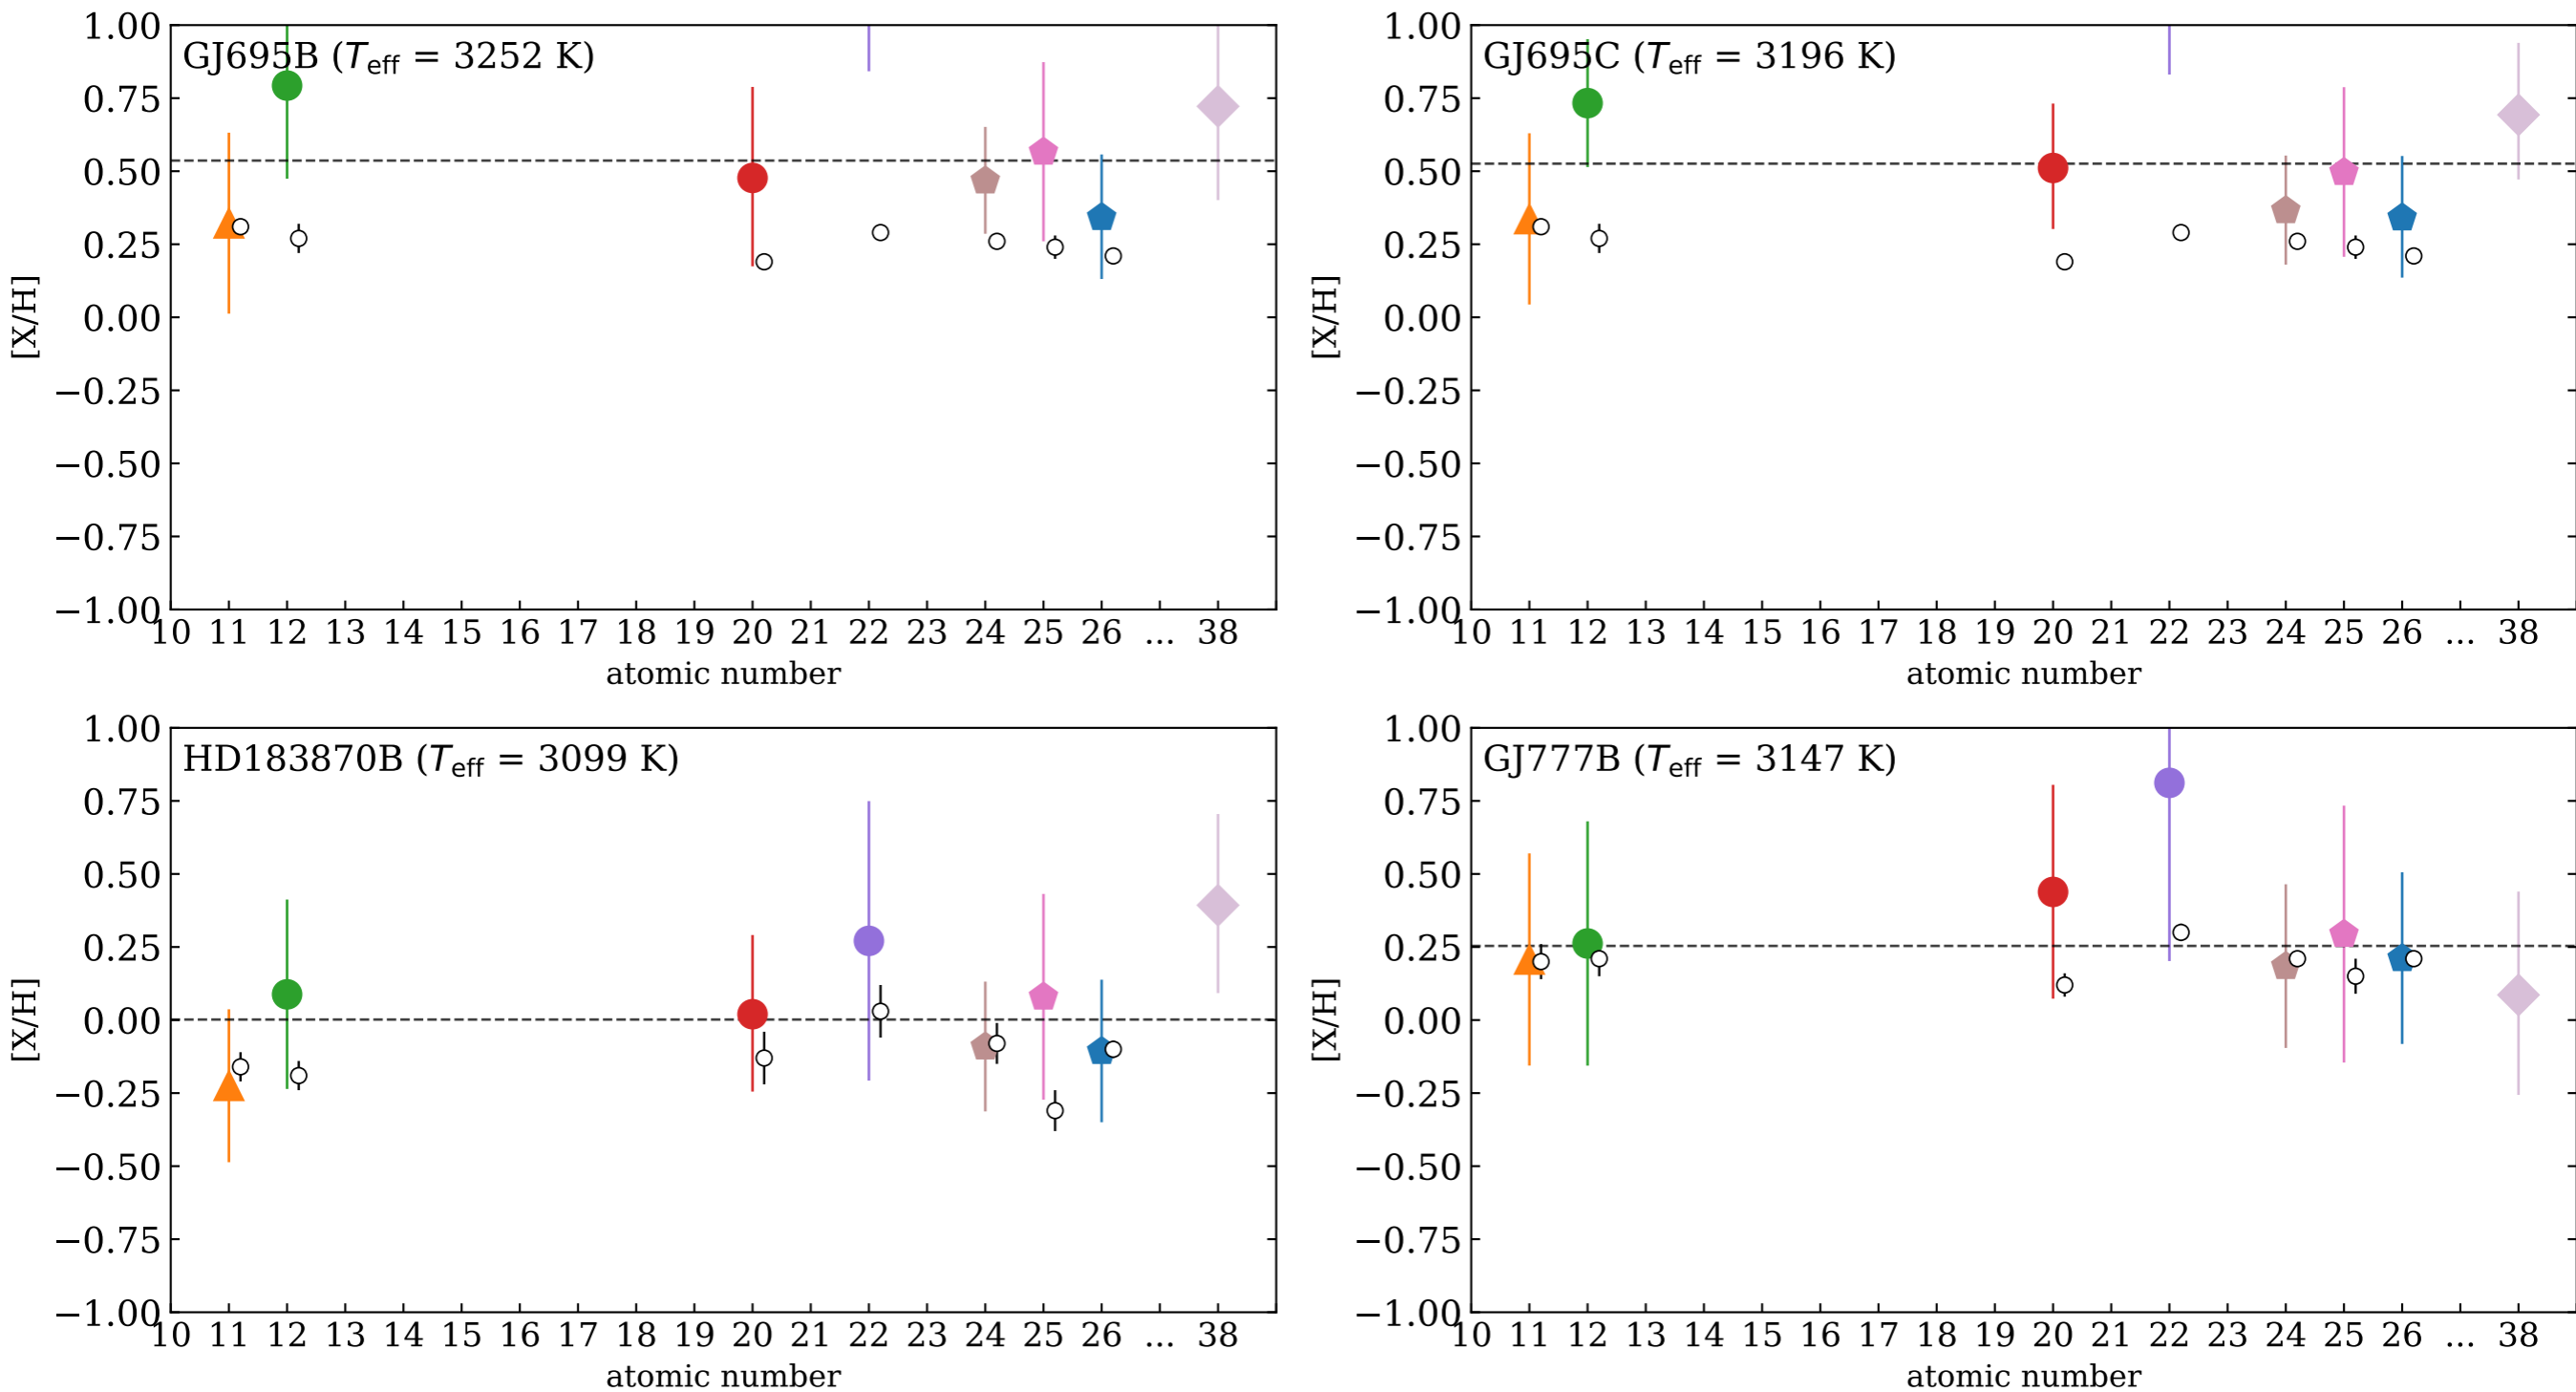 GJ695B (Teff = 3252 K)
[X/H]
1.00
0.75
0.50
0.25
0.00
−0.25
−0.50
−0.75
−1.00
10 11 12 13 14 15 16 17 18 19 20 21 22 23 24 25 26 ... 38
atomic number
GJ695C (Teff = 3196 K)
[X/H]
1.00
0.75
0.50
0.25
0.00
−0.25
−0.50
−0.75
−1.00
10 11 12 13 14 15 16 17 18 19 20 21 22 23 24 25 26 ... 38
atomic number
HD183870B (Teff = 3099 K)
[X/H]
1.00
0.75
0.50
0.25
0.00
−0.25
−0.50
−0.75
−1.00
10 11 12 13 14 15 16 17 18 19 20 21 22 23 24 25 26 ... 38
atomic number
GJ777B (Teff = 3147 K)
[X/H]
1.00
0.75
0.50
0.25
0.00
−0.25
−0.50
−0.75
−1.00
10 11 12 13 14 15 16 17 18 19 20 21 22 23 24 25 26 ... 38
atomic number